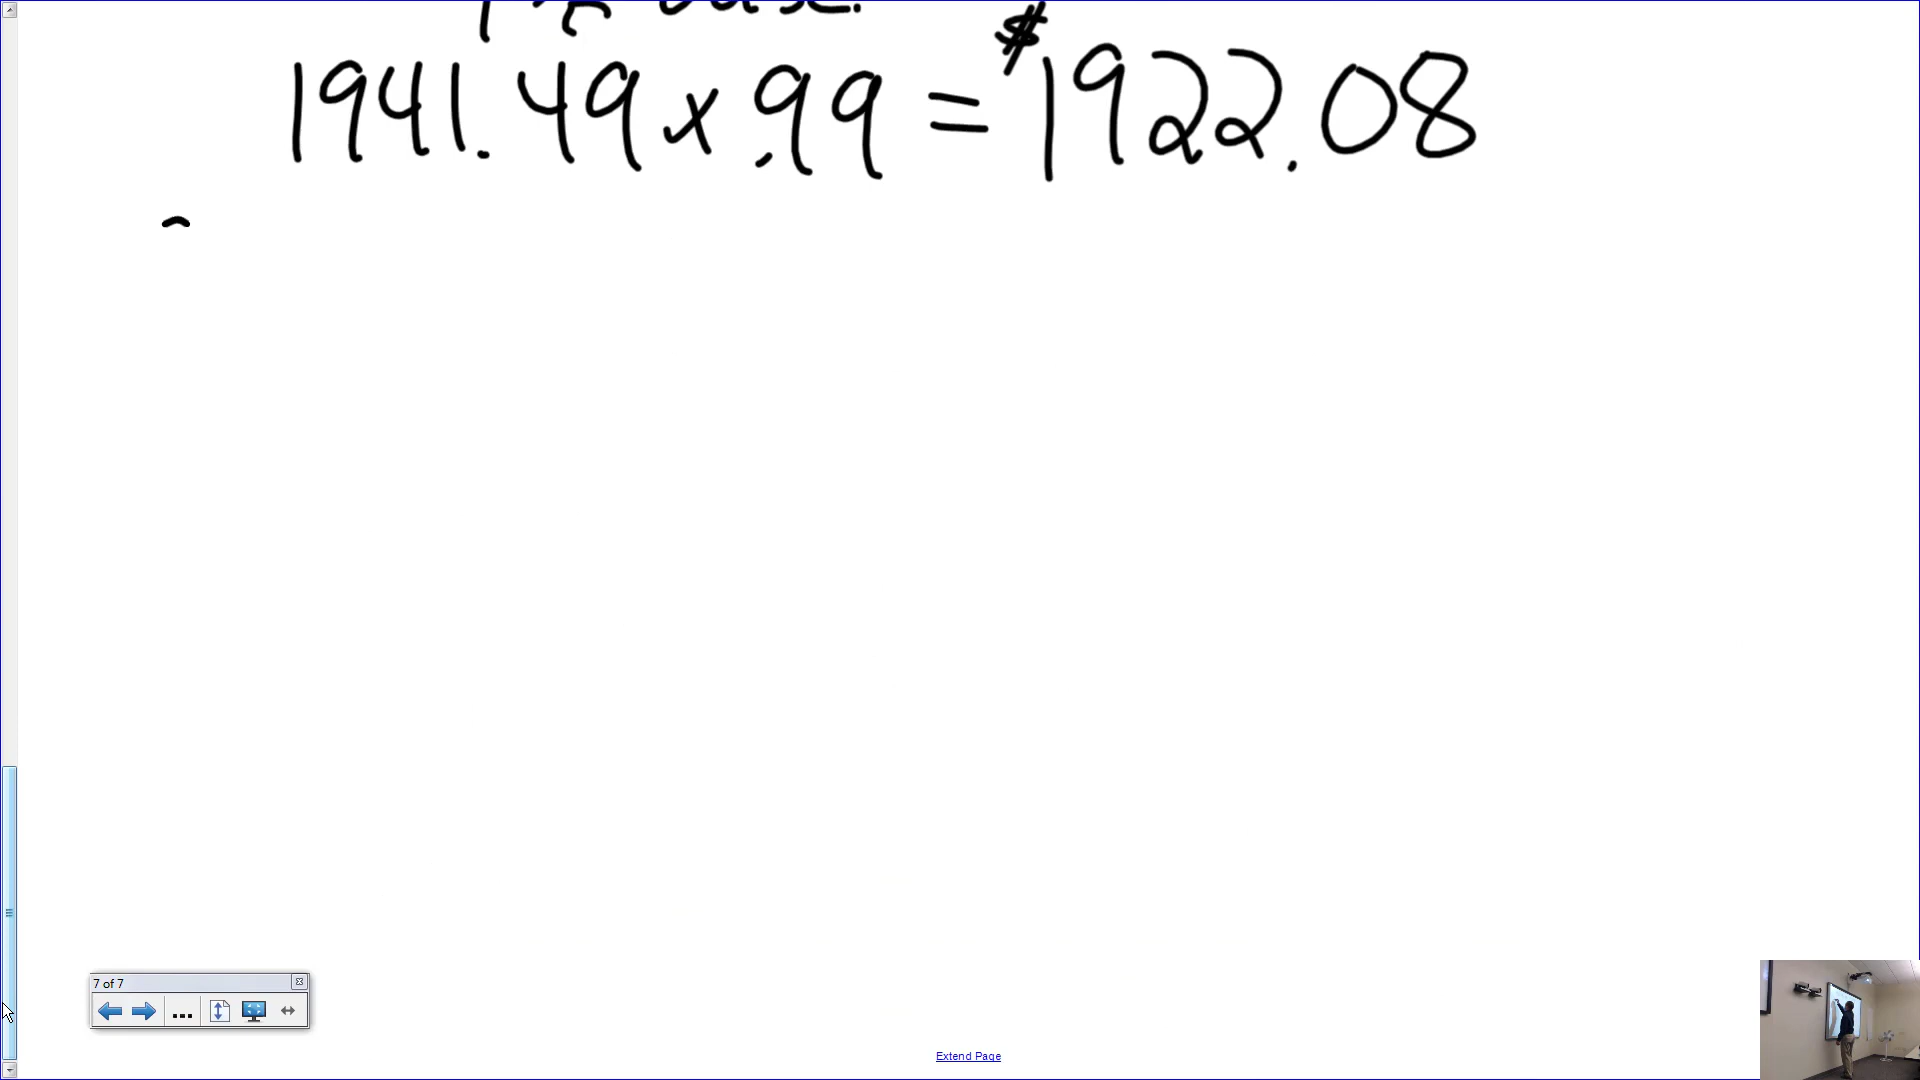 1941.49 x .99 = $1922.08
7 of 7
...
Extend Page